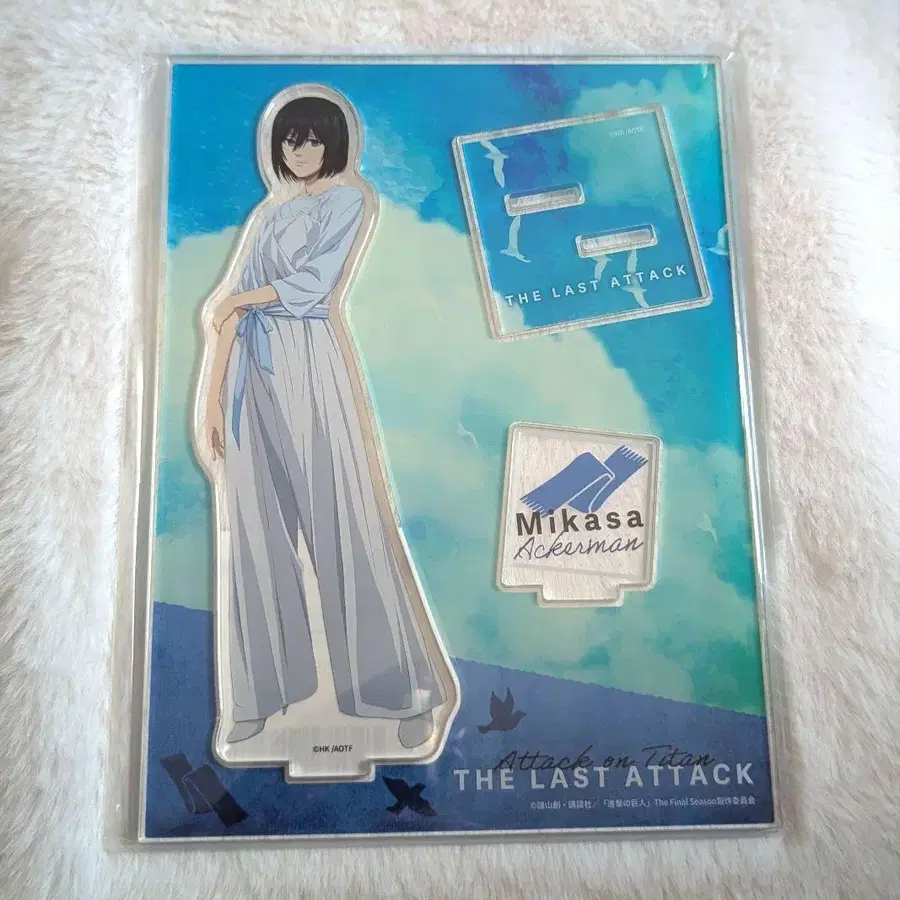 THE LAST ATTACK
Mikasa
Ackerman
©HK/AOTF
Attack on Titan
THE LAST ATTACK
©諫山創・講談社／「進撃の巨人」The Final Season製作委員会